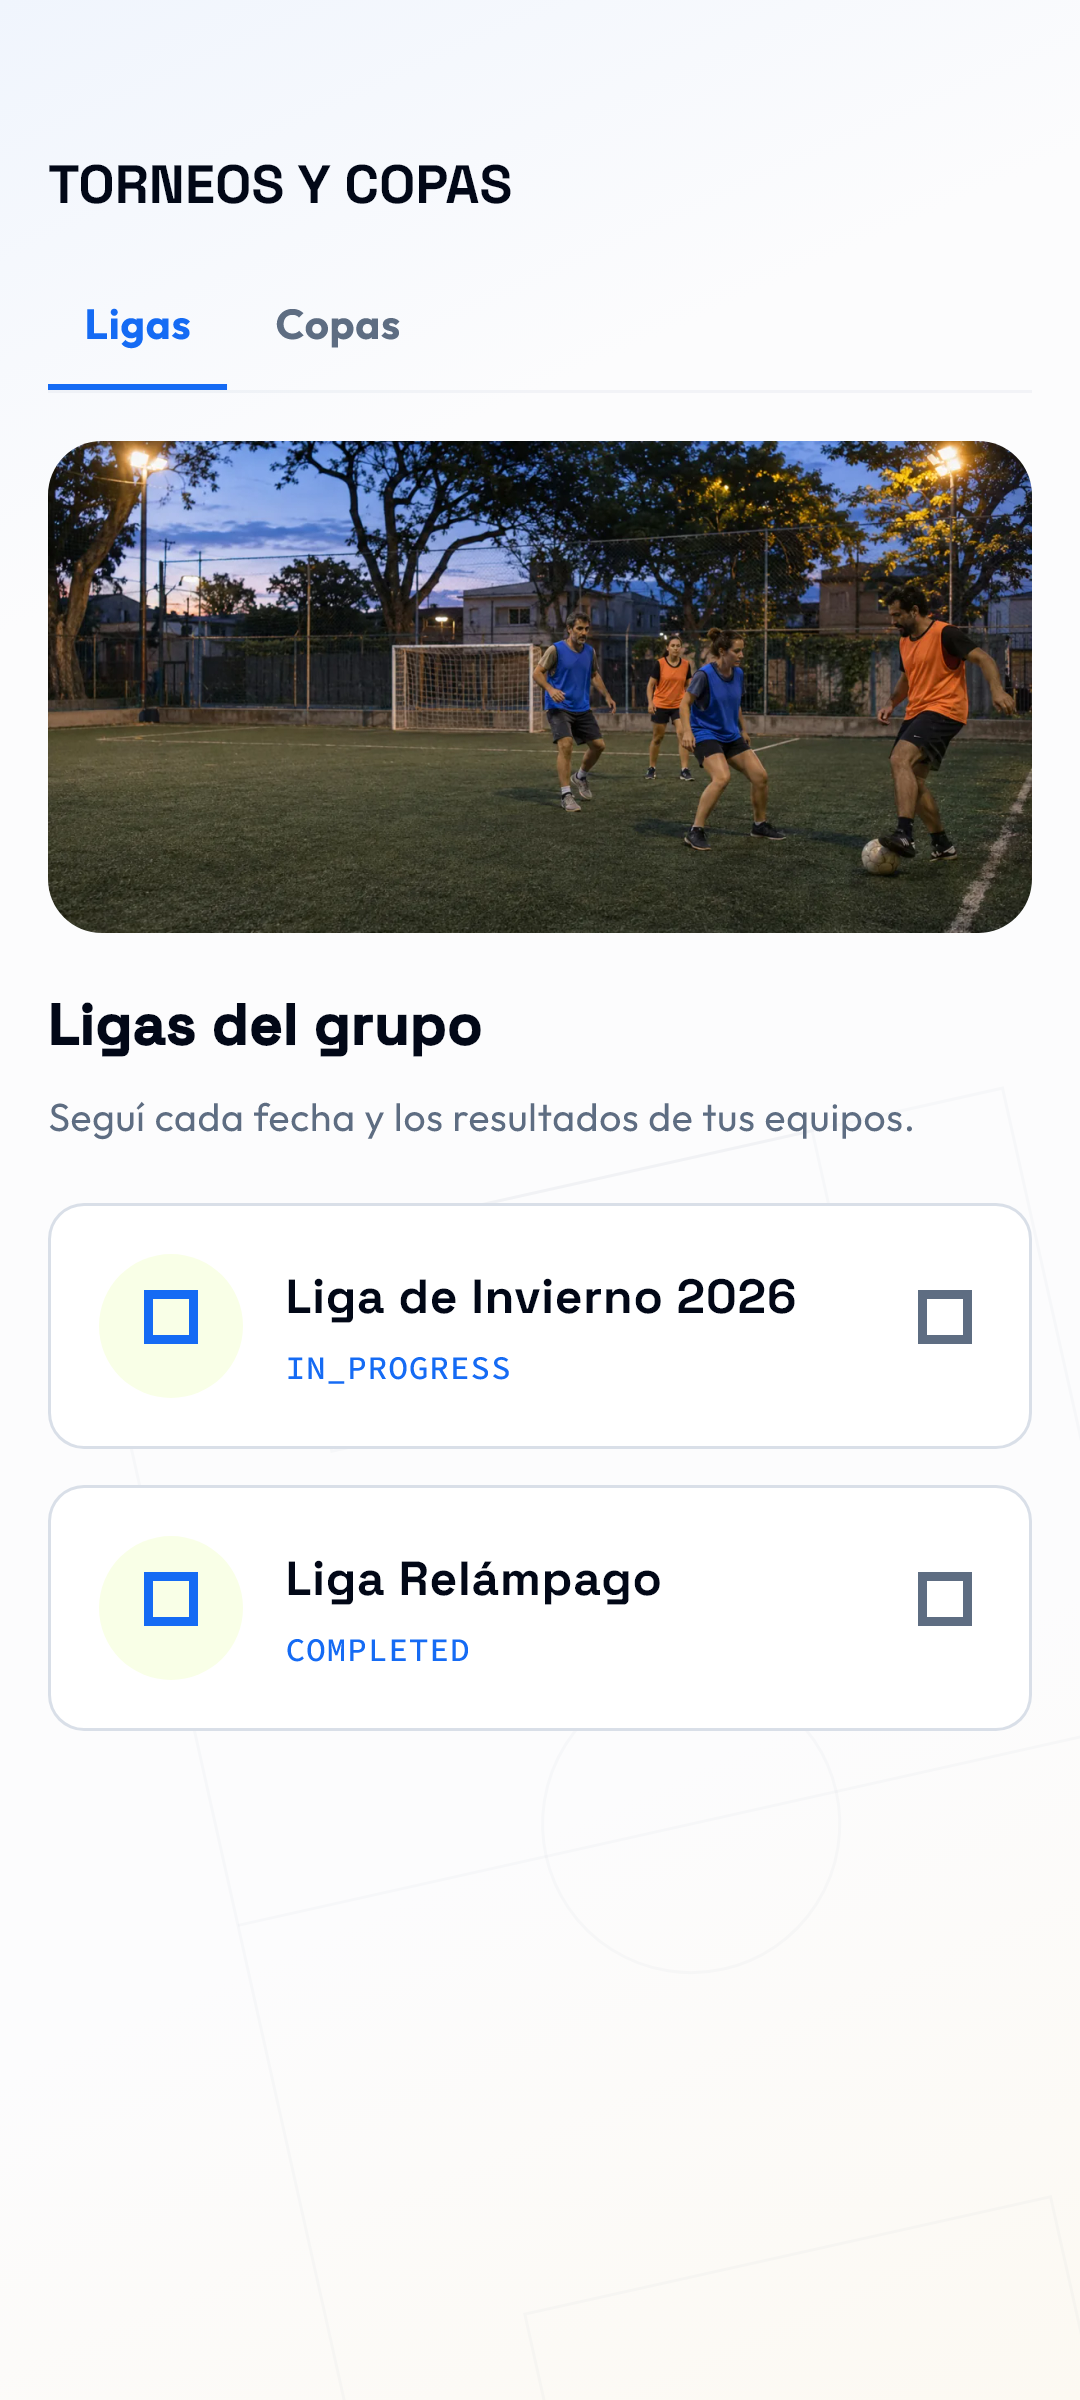 TORNEOS Y COPAS
Ligas
Copas
Ligas del grupo
Seguí cada fecha y los resultados de tus equipos.
Liga de Invierno 2026
IN_PROGRESS
Liga Relámpago
COMPLETED